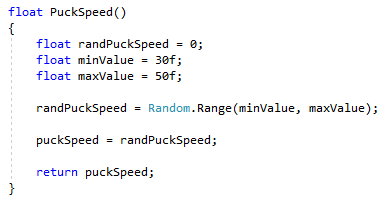 float PuckSpeed()
{
    float randPuckSpeed = 0;
    float minValue = 30f;
    float maxValue = 50f;

    randPuckSpeed = Random.Range(minValue, maxValue);

    puckSpeed = randPuckSpeed;

    return puckSpeed;
}